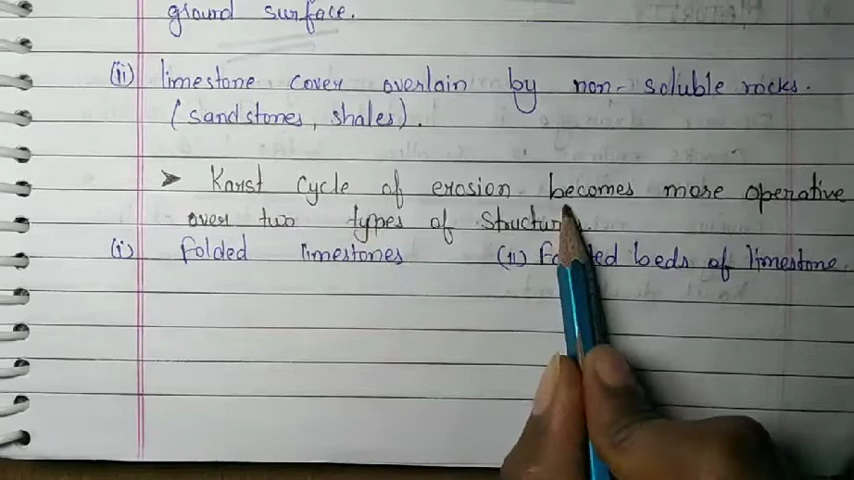 ground surface.
(ii) limestone cover overlain by non-soluble rocks.
(sandstones, shales).
➤ Karst Cycle of erosion becomes more operative
over two types of structure.
(i) Folded limestones (ii) beds of limestone.